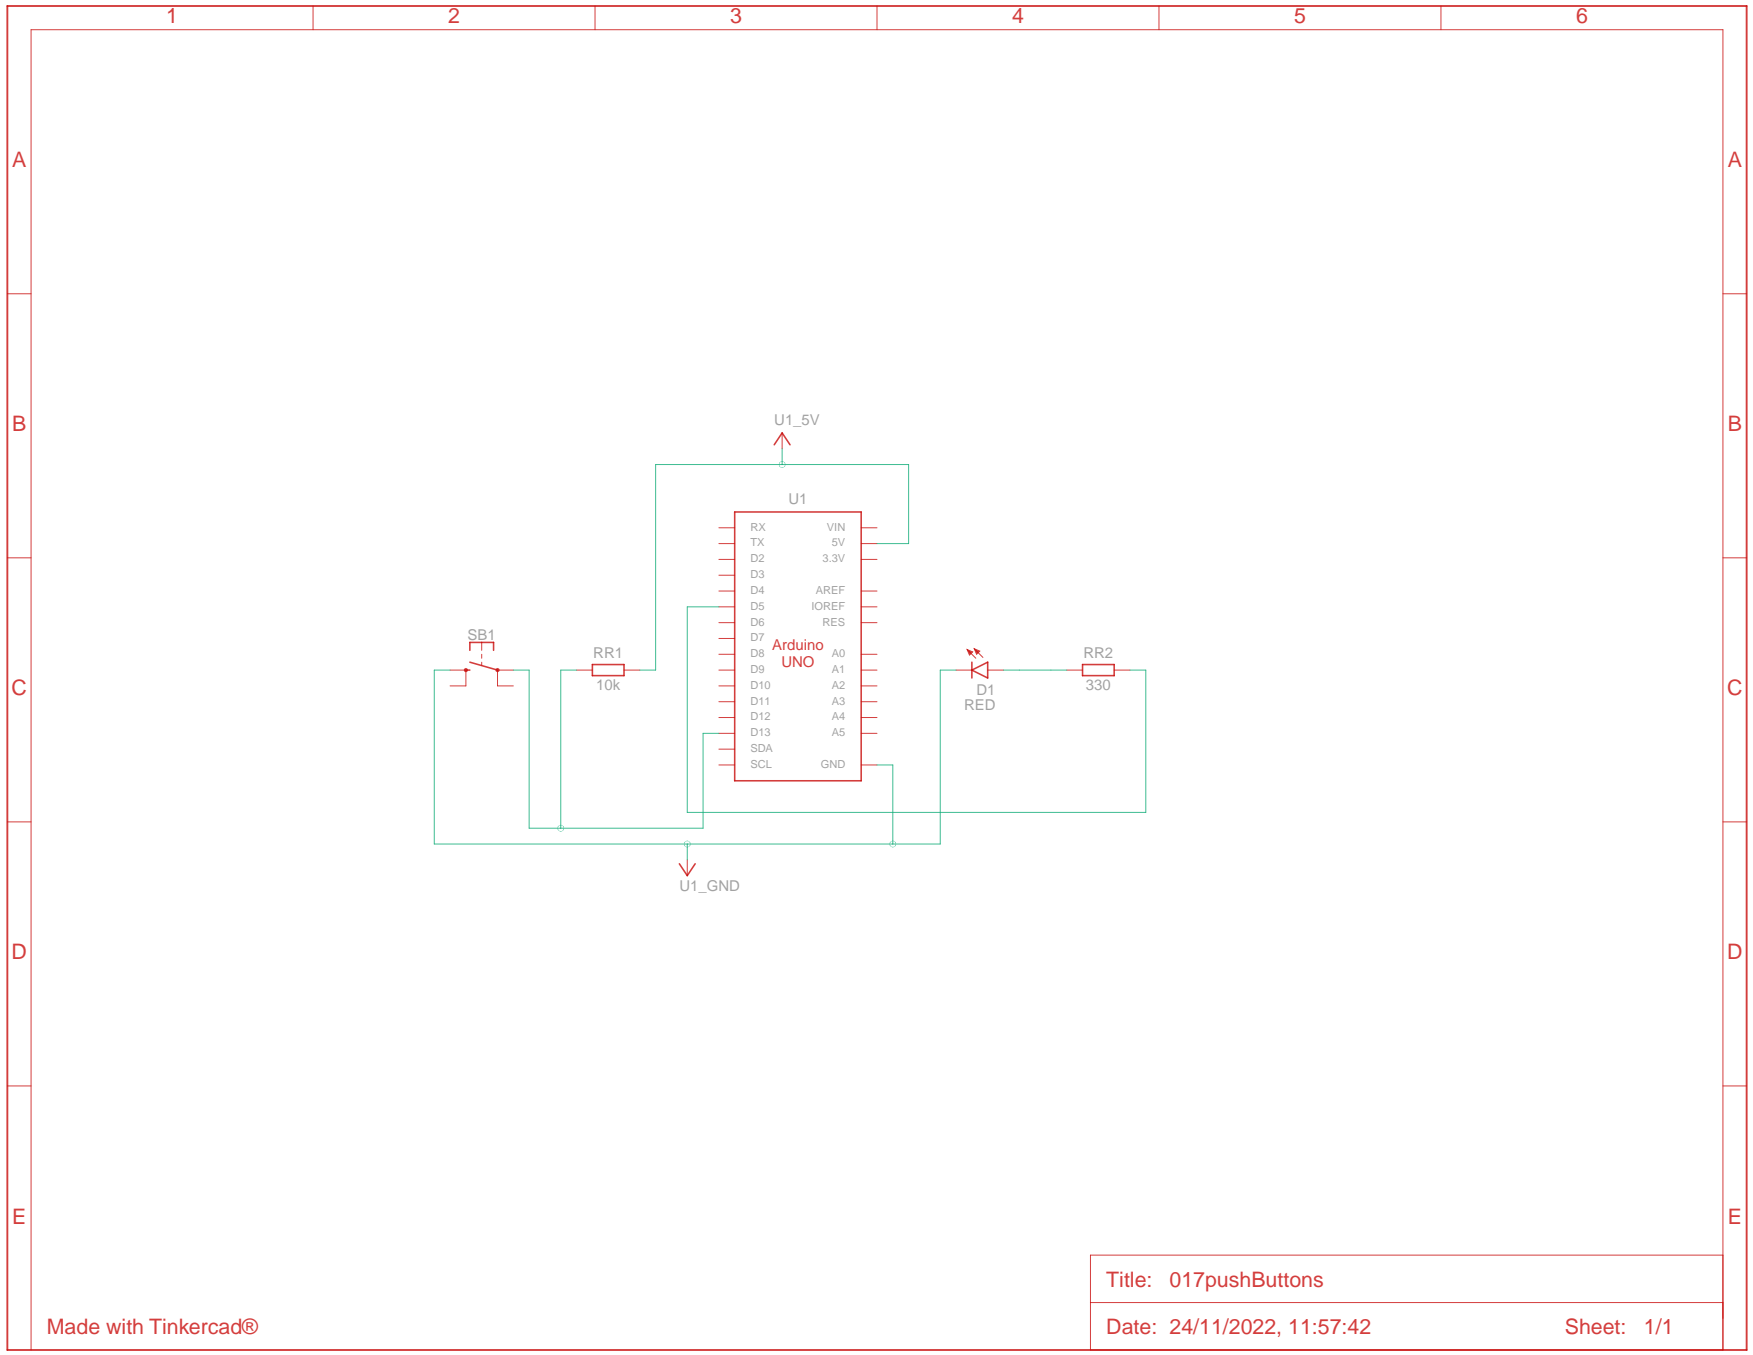 1 2 3 4 5 6
A A
B B
U1_5V
U1
RX VIN
TX 5V
D2 3.3V
D3
D4 AREF
D5 IOREF
D6 RES
D7
Arduino
UNO
D8 A0
D9 A1
D10 A2
D11 A3
D12 A4
D13 A5
SDA
SCL GND
SB1
RR1
10k
D1
RED
RR2
330
C C
U1_GND
D D
E E
Title: 017pushButtons
Made with Tinkercad®
Date: 24/11/2022, 11:57:42 Sheet: 1/1